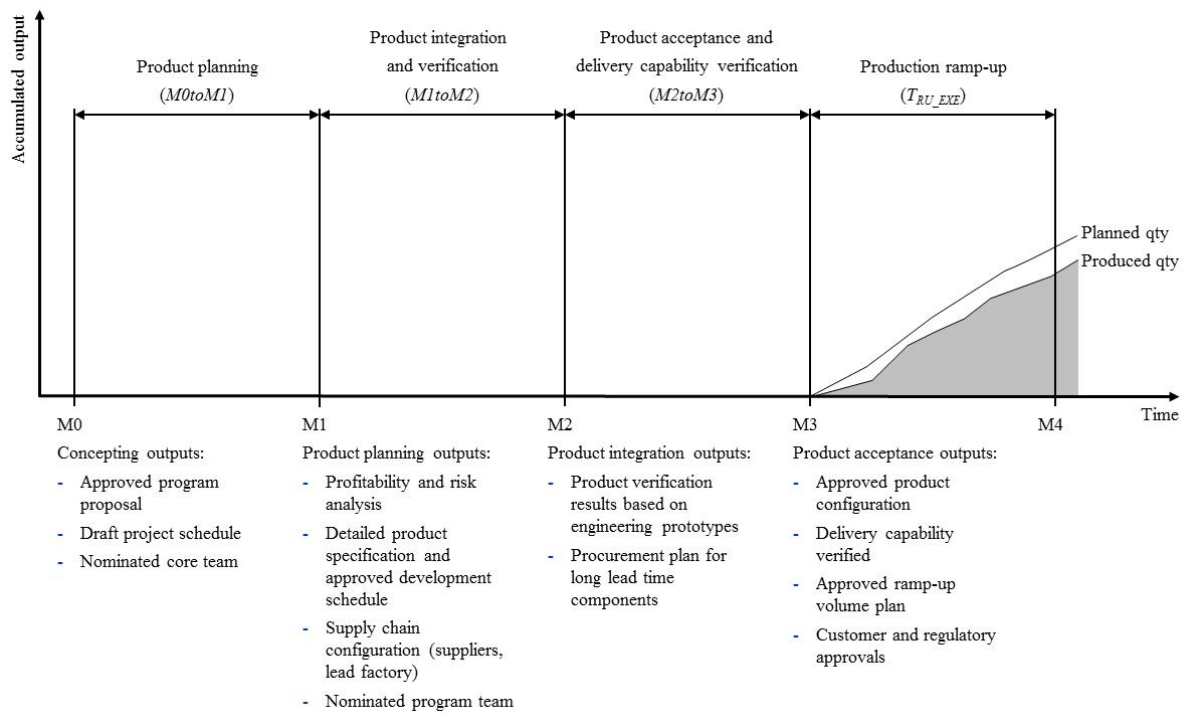 Accumulated output
Product planning
(M0toM1)
Product integration
and verification
(M1toM2)
Product acceptance and
delivery capability verification
(M2toM3)
Production ramp-up
(T_RU_EXE)
Planned qty
Produced qty
Time
M0
M1
M2
M3
M4
Concepting outputs:
- Approved program
proposal
- Draft project schedule
- Nominated core team
Product planning outputs:
- Profitability and risk
analysis
- Detailed product
specification and
approved development
schedule
- Supply chain
configuration (suppliers,
lead factory)
- Nominated program team
Product integration outputs:
- Product verification
results based on
engineering prototypes
- Procurement plan for
long lead time
components
Product acceptance outputs:
- Approved product
configuration
- Delivery capability
verified
- Approved ramp-up
volume plan
- Customer and regulatory
approvals